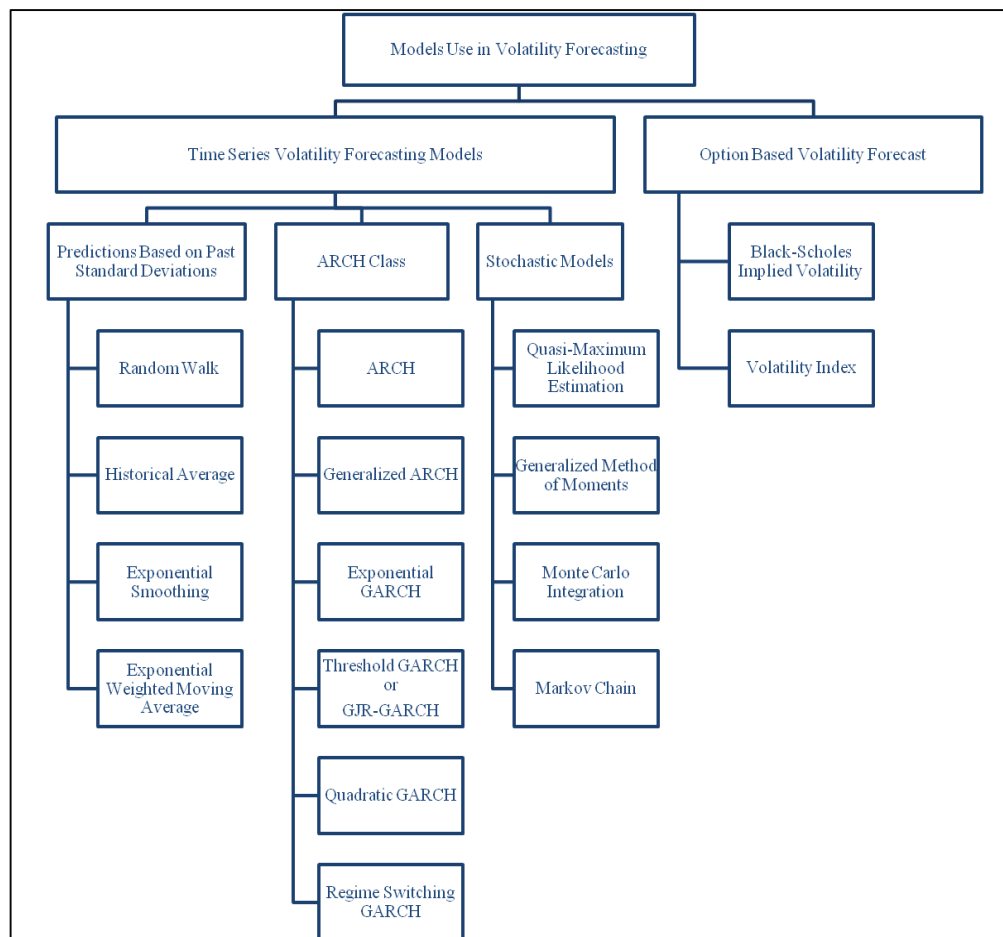 Models Use in Volatility Forecasting
Time Series Volatility Forecasting Models
Option Based Volatility Forecast
Predictions Based on Past
Standard Deviations
ARCH Class
Stochastic Models
Black-Scholes
Implied Volatility
Random Walk
ARCH
Quasi-Maximum
Likelihood
Estimation
Volatility Index
Historical Average
Generalized ARCH
Generalized Method
of Moments
Exponential
Smoothing
Exponential
GARCH
Monte Carlo
Integration
Exponential
Weighted Moving
Average
Threshold GARCH
or
GJR-GARCH
Markov Chain
Quadratic GARCH
Regime Switching
GARCH